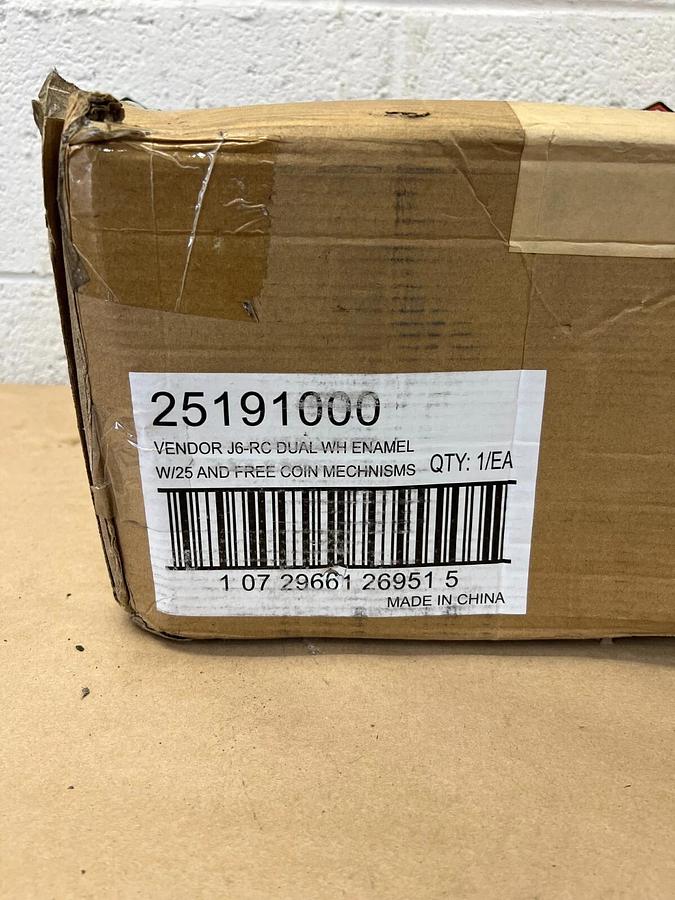 25191000
VENDOR J6-RC DUAL WH ENAMEL
W/25 AND FREE COIN MECHNISMS QTY: 1/EA
1 07 29661 26951 5
MADE IN CHINA